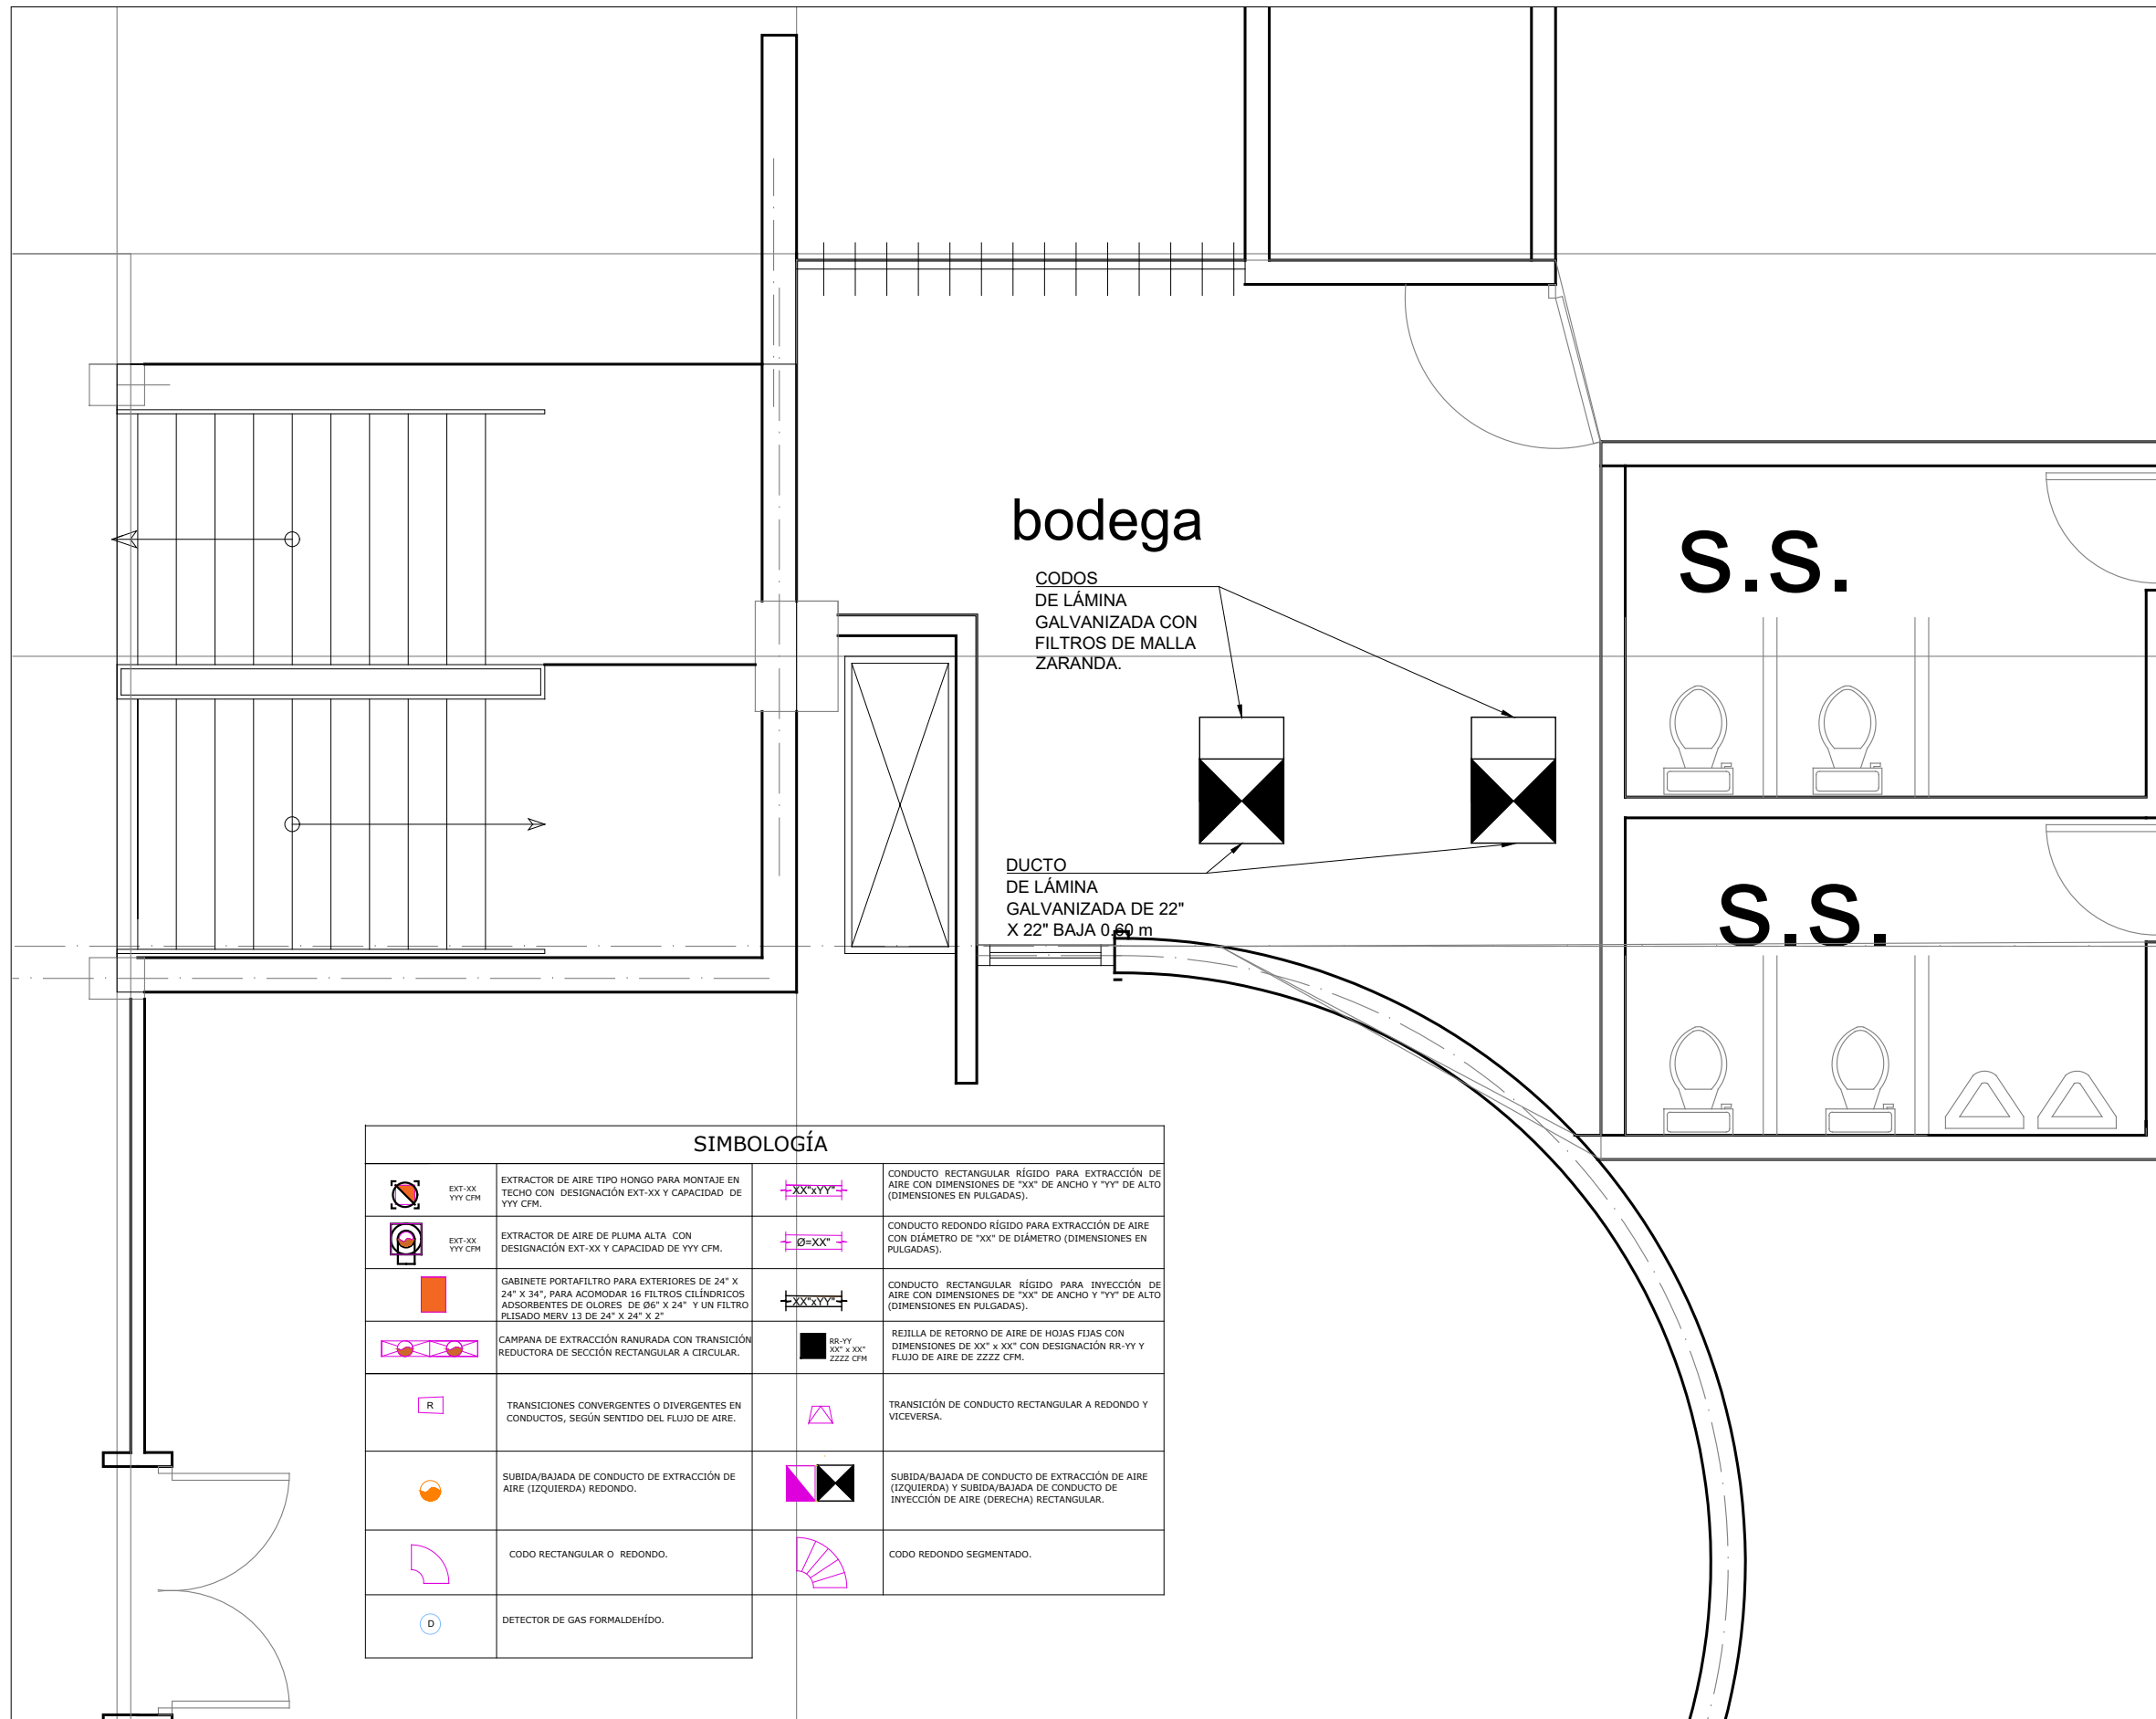 bodega
s.s.
CODOS
DE LÁMINA
GALVANIZADA CON
FILTROS DE MALLA
ZARANDA.
DUCTO
DE LÁMINA
GALVANIZADA DE 22"
X 22" BAJA 0.60 m
s.s.
SIMBOLOGÍA
EXT-XX
YYY CFM
EXTRACTOR DE AIRE TIPO HONGO PARA MONTAJE EN
TECHO CON DESIGNACIÓN EXT-XX Y CAPACIDAD DE
YYY CFM.
XX"xYY"
CONDUCTO RECTANGULAR RÍGIDO PARA EXTRACCIÓN DE
AIRE CON DIMENSIONES DE "XX" DE ANCHO Y "YY" DE ALTO
(DIMENSIONES EN PULGADAS).
EXT-XX
YYY CFM
EXTRACTOR DE AIRE DE PLUMA ALTA CON
DESIGNACIÓN EXT-XX Y CAPACIDAD DE YYY CFM.
Ø=XX"
CONDUCTO REDONDO RÍGIDO PARA EXTRACCIÓN DE AIRE
CON DIÁMETRO DE "XX" DE DIÁMETRO (DIMENSIONES EN
PULGADAS).
GABINETE PORTAFILTRO PARA EXTERIORES DE 24" X
24" X 34", PARA ACOMODAR 16 FILTROS CILÍNDRICOS
ADSORBENTES DE OLORES DE Ø6" X 24" Y UN FILTRO
PLISADO MERV 13 DE 24" X 24" X 2"
XX"xYY"
CONDUCTO RECTANGULAR RÍGIDO PARA INYECCIÓN DE
AIRE CON DIMENSIONES DE "XX" DE ANCHO Y "YY" DE ALTO
(DIMENSIONES EN PULGADAS).
CAMPANA DE EXTRACCIÓN RANURADA CON TRANSICIÓN
REDUCTORA DE SECCIÓN RECTANGULAR A CIRCULAR.
RR-YY
XX" x XX"
ZZZZ CFM
REJILLA DE RETORNO DE AIRE DE HOJAS FIJAS CON
DIMENSIONES DE XX" x XX" CON DESIGNACIÓN RR-YY Y
FLUJO DE AIRE DE ZZZZ CFM.
R
TRANSICIONES CONVERGENTES O DIVERGENTES EN
CONDUCTOS, SEGÚN SENTIDO DEL FLUJO DE AIRE.
TRANSICIÓN DE CONDUCTO RECTANGULAR A REDONDO Y
VICEVERSA.
SUBIDA/BAJADA DE CONDUCTO DE EXTRACCIÓN DE
AIRE (IZQUIERDA) REDONDO.
SUBIDA/BAJADA DE CONDUCTO DE EXTRACCIÓN DE AIRE
(IZQUIERDA) Y SUBIDA/BAJADA DE CONDUCTO DE
INYECCIÓN DE AIRE (DERECHA) RECTANGULAR.
CODO RECTANGULAR O REDONDO.
CODO REDONDO SEGMENTADO.
D
DETECTOR DE GAS FORMALDEHÍDO.